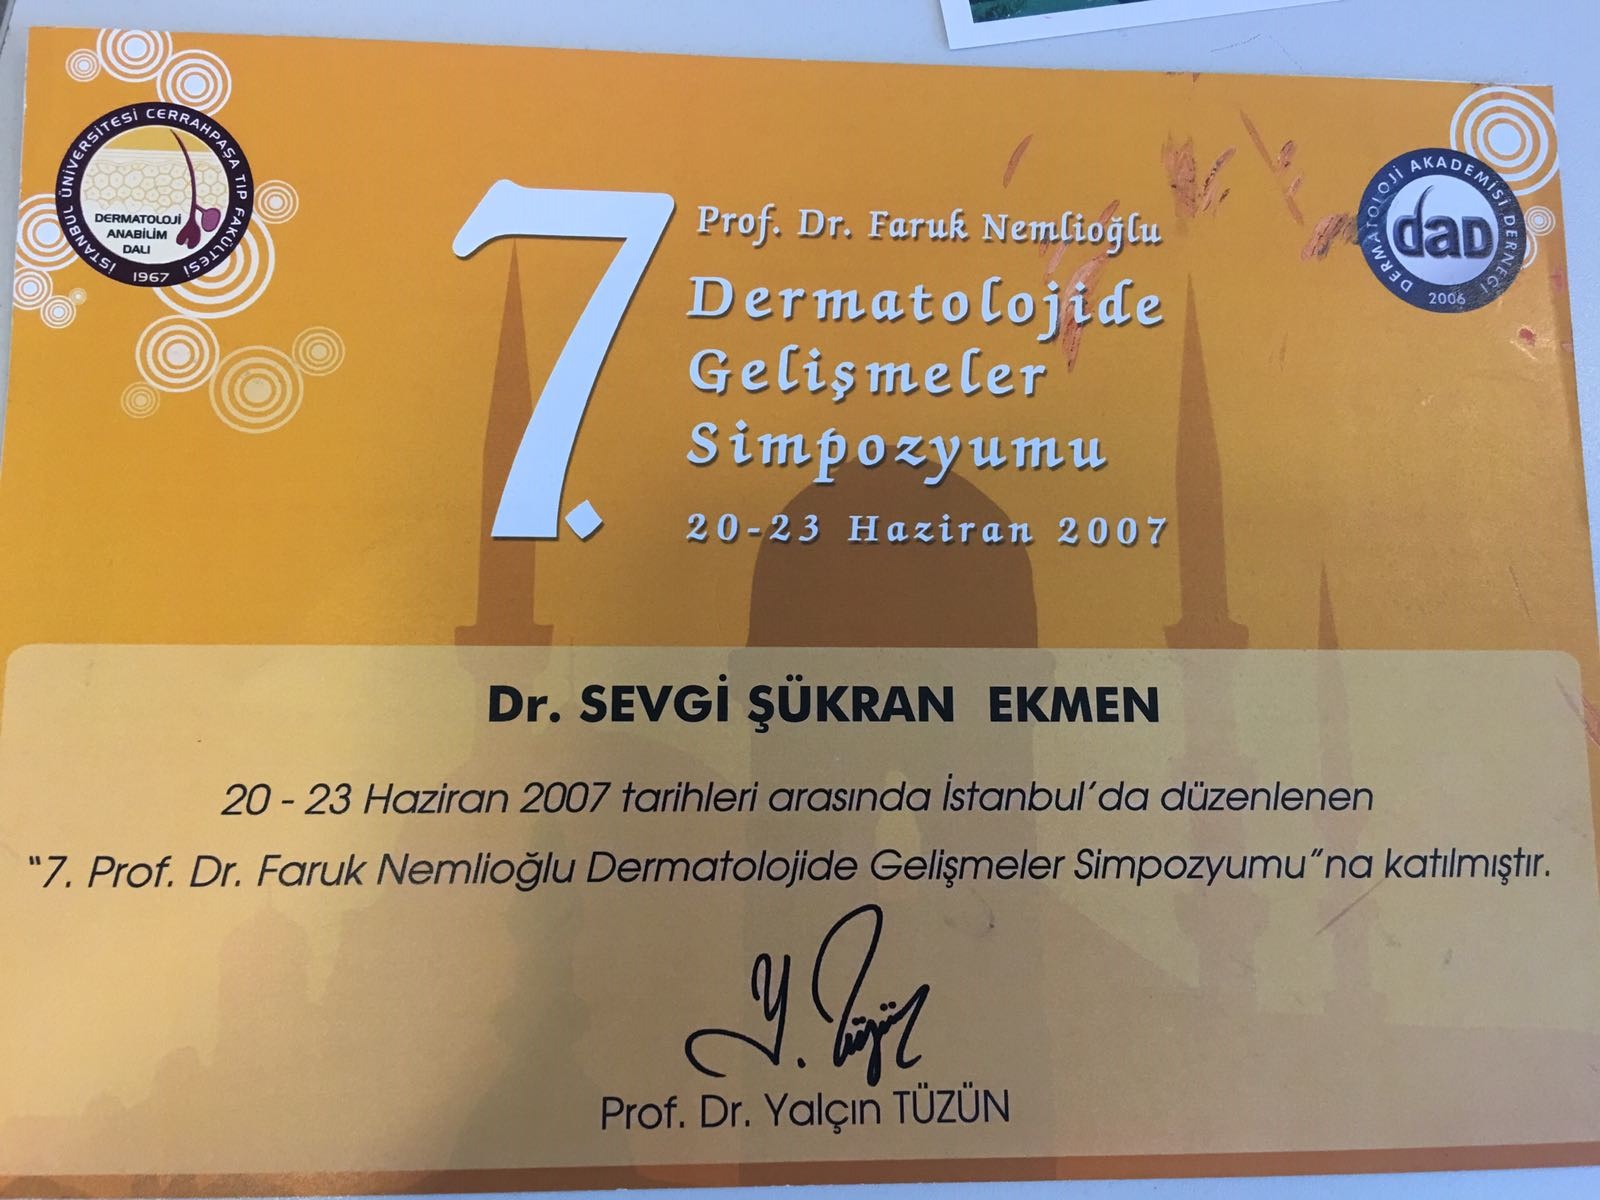 İSTANBUL ÜNİVERSİTESİ CERRAHPAŞA TIP FAKÜLTESİ
DERMATOLOJİ
ANABİLİM
DALI
1967
DERMATOLOJİ AKADEMİSİ DERNEĞİ
dAD
2006
7.
Prof. Dr. Faruk Nemlioğlu
Dermatolojide
Gelişmeler
Simpozyumu
20-23 Haziran 2007
Dr. SEVGİ ŞÜKRAN EKMEN
20 - 23 Haziran 2007 tarihleri arasında İstanbul'da düzenlenen
"7. Prof. Dr. Faruk Nemlioğlu Dermatolojide Gelişmeler Simpozyumu"na katılmıştır.
Y. Tüzün
Prof. Dr. Yalçın TÜZÜN